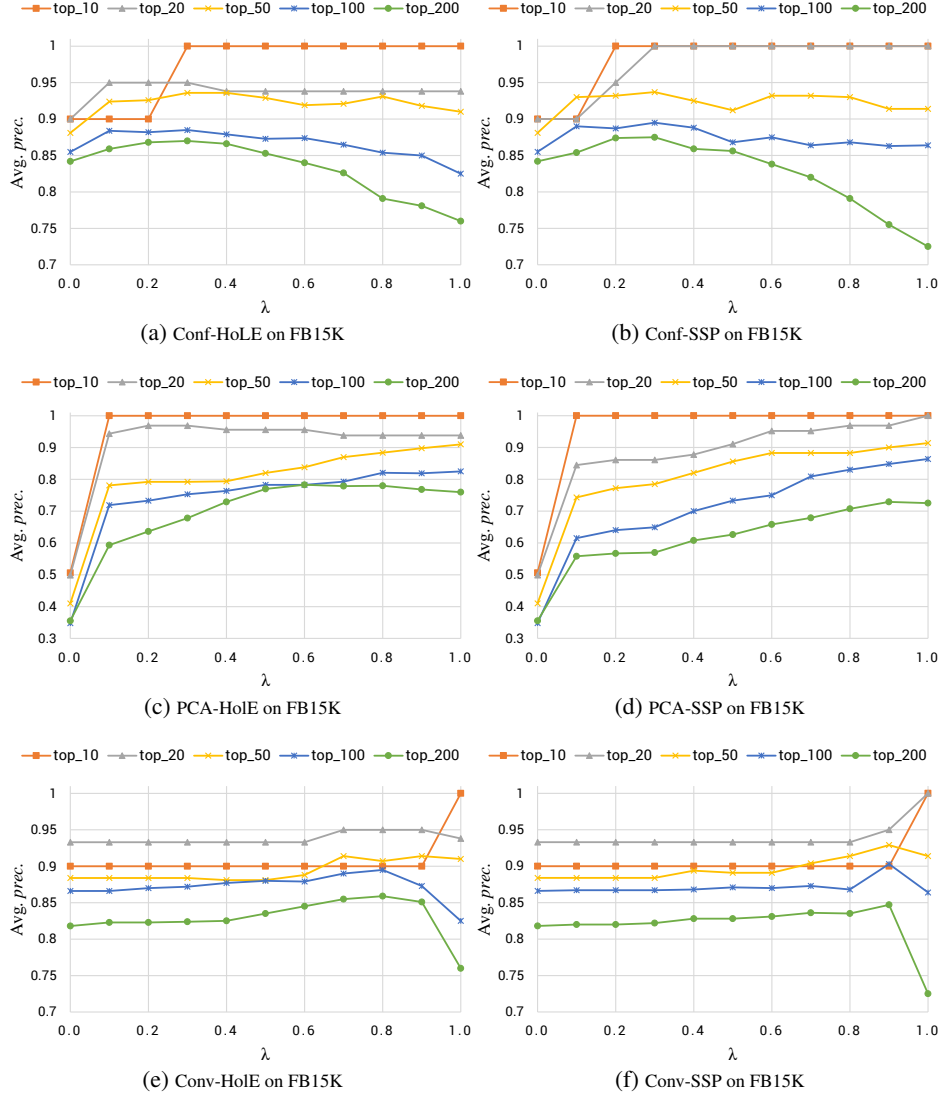 top_10 top_20 top_50 top_100 top_200
top_10 top_20 top_50 top_100 top_200
1
0.95
0.9
0.85
0.8
0.75
0.7
Avg. prec.
0.0 0.2 0.4 0.6 0.8 1.0
λ
(a) Conf-HoLE on FB15K
1
0.95
0.9
0.85
0.8
0.75
0.7
Avg. prec.
0.0 0.2 0.4 0.6 0.8 1.0
λ
(b) Conf-SSP on FB15K
top_10 top_20 top_50 top_100 top_200
top_10 top_20 top_50 top_100 top_200
1
0.9
0.8
0.7
0.6
0.5
0.4
0.3
Avg. prec.
0.0 0.2 0.4 0.6 0.8 1.0
λ
(c) PCA-HolE on FB15K
1
0.9
0.8
0.7
0.6
0.5
0.4
0.3
Avg. prec.
0.0 0.2 0.4 0.6 0.8 1.0
λ
(d) PCA-SSP on FB15K
top_10 top_20 top_50 top_100 top_200
top_10 top_20 top_50 top_100 top_200
1
0.95
0.9
0.85
0.8
0.75
0.7
Avg. prec.
0.0 0.2 0.4 0.6 0.8 1.0
λ
(e) Conv-HolE on FB15K
1
0.95
0.9
0.85
0.8
0.75
0.7
Avg. prec.
0.0 0.2 0.4 0.6 0.8 1.0
λ
(f) Conv-SSP on FB15K